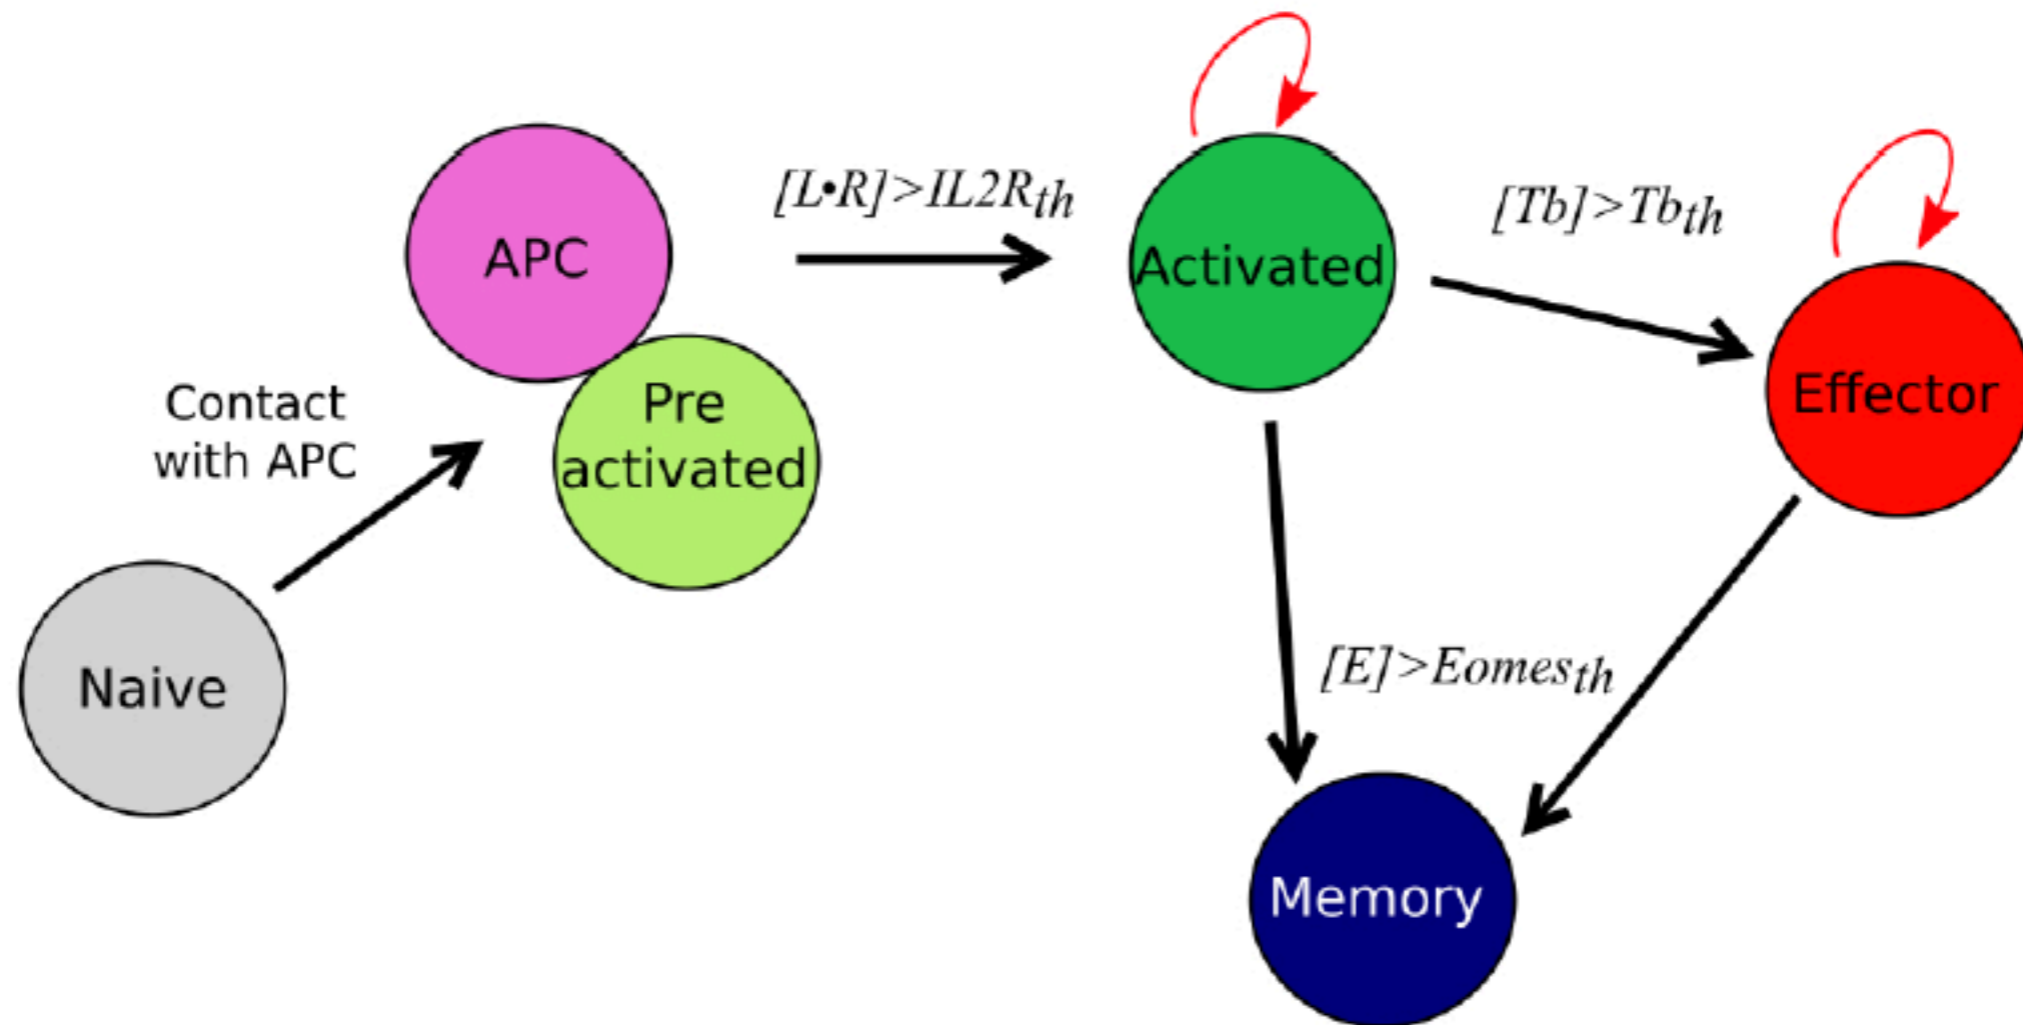 APC
[L•R]>IL2Rth
Activated
[Tb]>Tbth
Effector
Contact
with APC
Pre
activated
Naive
[E]>Eomesth
Memory